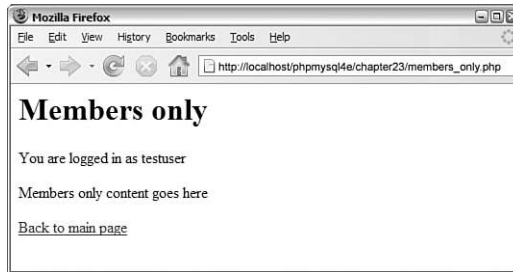 Mozilla Firefox
File Edit View History Bookmarks Tools Help
http://localhost/phpmysql4e/chapter23/members_only.php
Members only
You are logged in as testuser
Members only content goes here
Back to main page